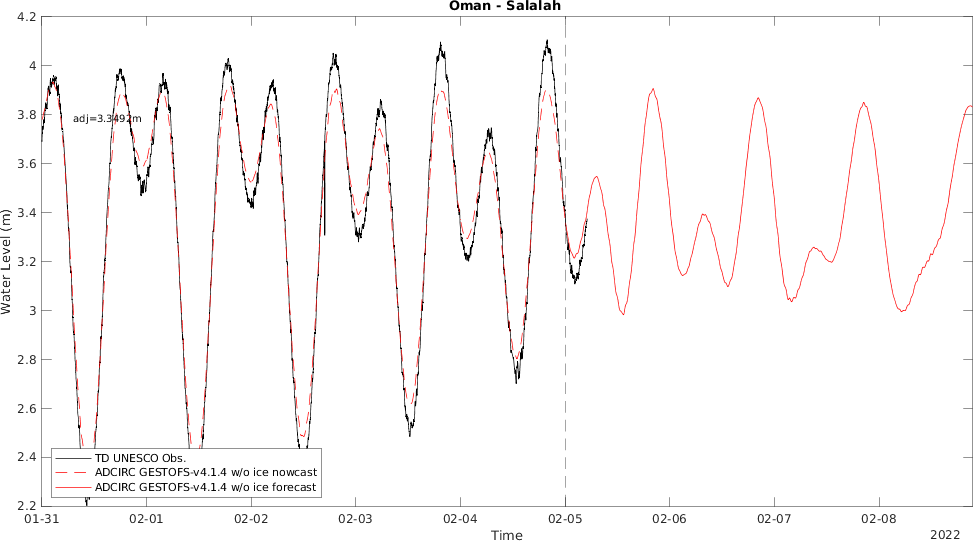 Oman - Salalah
4.2
4
3.8
3.6
3.4
3.2
3
2.8
2.6
2.4
2.2
Water Level (m)
adj=3.3492m
TD UNESCO Obs.
ADCIRC GESTOFS-v4.1.4 w/o ice nowcast
ADCIRC GESTOFS-v4.1.4 w/o ice forecast
01-31 02-01 02-02 02-03 02-04 02-05 02-06 02-07 02-08
Time
2022